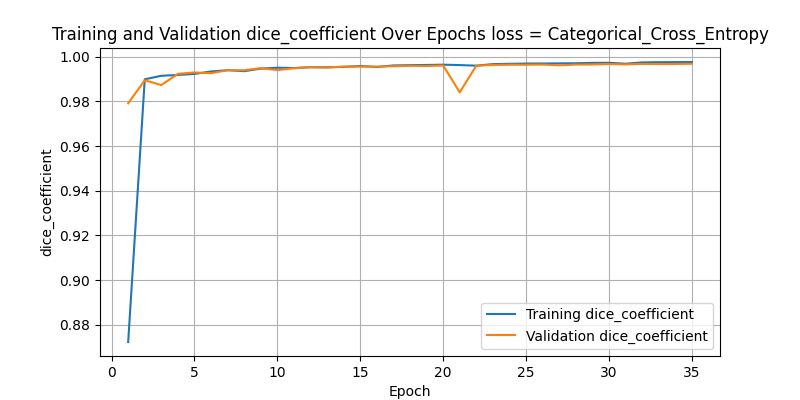 Training and Validation dice_coefficient Over Epochs loss = Categorical_Cross_Entropy
dice_coefficient
1.00
0.98
0.96
0.94
0.92
0.90
0.88
Training dice_coefficient
Validation dice_coefficient
0 5 10 15 20 25 30 35
Epoch